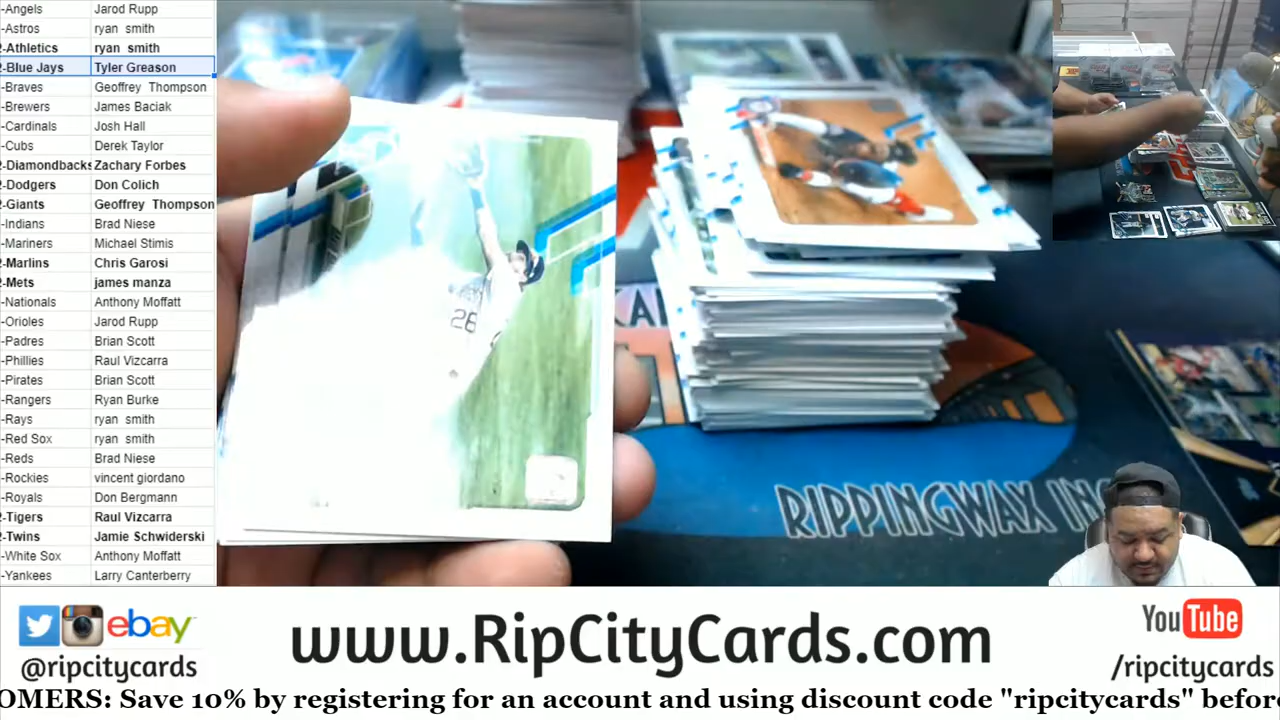 -Angels Jarod Rupp
-Astros ryan smith
2-Athletics ryan smith
2-Blue Jays Tyler Greason
-Braves Geoffrey Thompson
-Brewers James Baciak
-Cardinals Josh Hall
-Cubs Derek Taylor
2-Diamondbacks Zachary Forbes
2-Dodgers Don Colich
2-Giants Geoffrey Thompson
-Indians Brad Niese
-Mariners Michael Stimis
2-Marlins Chris Garosi
2-Mets james manza
-Nationals Anthony Moffatt
-Orioles Jarod Rupp
-Padres Brian Scott
-Phillies Raul Vizcarra
-Pirates Brian Scott
-Rangers Ryan Burke
-Rays ryan smith
-Red Sox ryan smith
-Reds Brad Niese
-Rockies vincent giordano
-Royals Don Bergmann
2-Tigers Raul Vizcarra
2-Twins Jamie Schwiderski
-White Sox Anthony Moffatt
-Yankees Larry Canterberry
28
RIPPINGWAX INC
ebay
@ripcitycards
www.RipCityCards.com
YouTube
/ripcitycards
OMERS: Save 10% by registering for an account and using discount code "ripcitycards" before